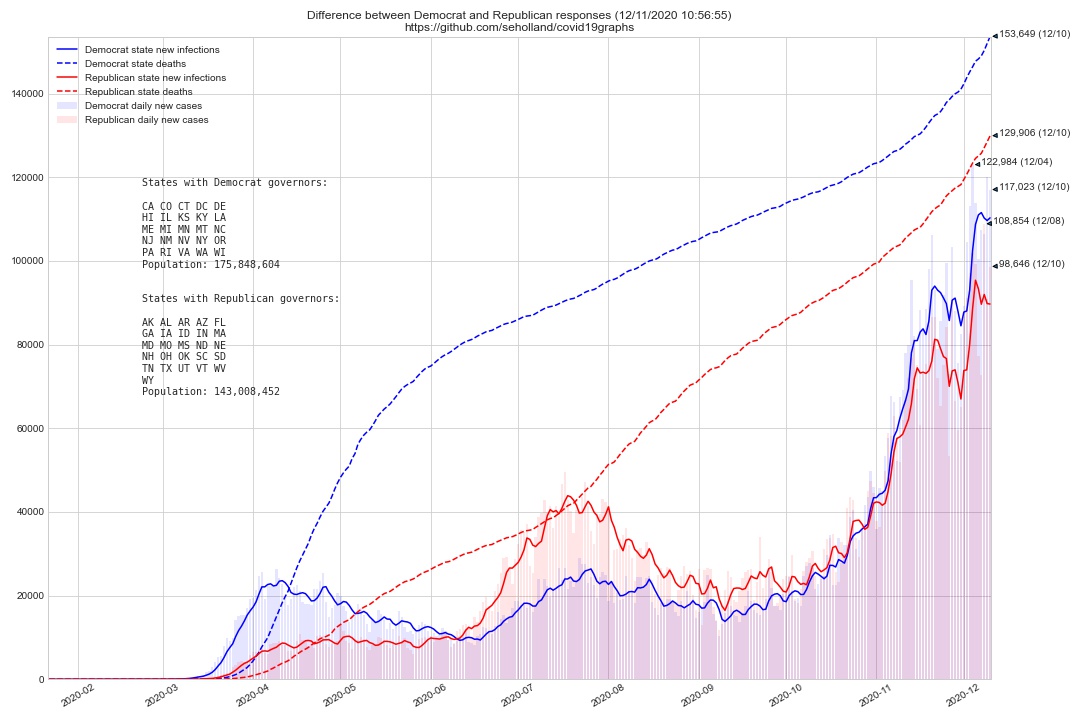 Difference between Democrat and Republican responses (12/11/2020 10:56:55)
https://github.com/seholland/covid19graphs
Democrat state new infections
Democrat state deaths
Republican state new infections
Republican state deaths
Democrat daily new cases
Republican daily new cases
153,649 (12/10)
129,906 (12/10)
122,984 (12/04)
117,023 (12/10)
108,854 (12/08)
98,646 (12/10)
States with Democrat governors:
CA CO CT DC DE
HI IL KS KY LA
ME MI MN MT NC
NJ NM NV NY OR
PA RI VA WA WI
Population: 175,848,604
States with Republican governors:
AK AL AR AZ FL
GA IA ID IN MA
MD MO MS ND NE
NH OH OK SC SD
TN TX UT VT WV
WY
Population: 143,008,452
140000
120000
100000
80000
60000
40000
20000
0
2020-02
2020-03
2020-04
2020-05
2020-06
2020-07
2020-08
2020-09
2020-10
2020-11
2020-12